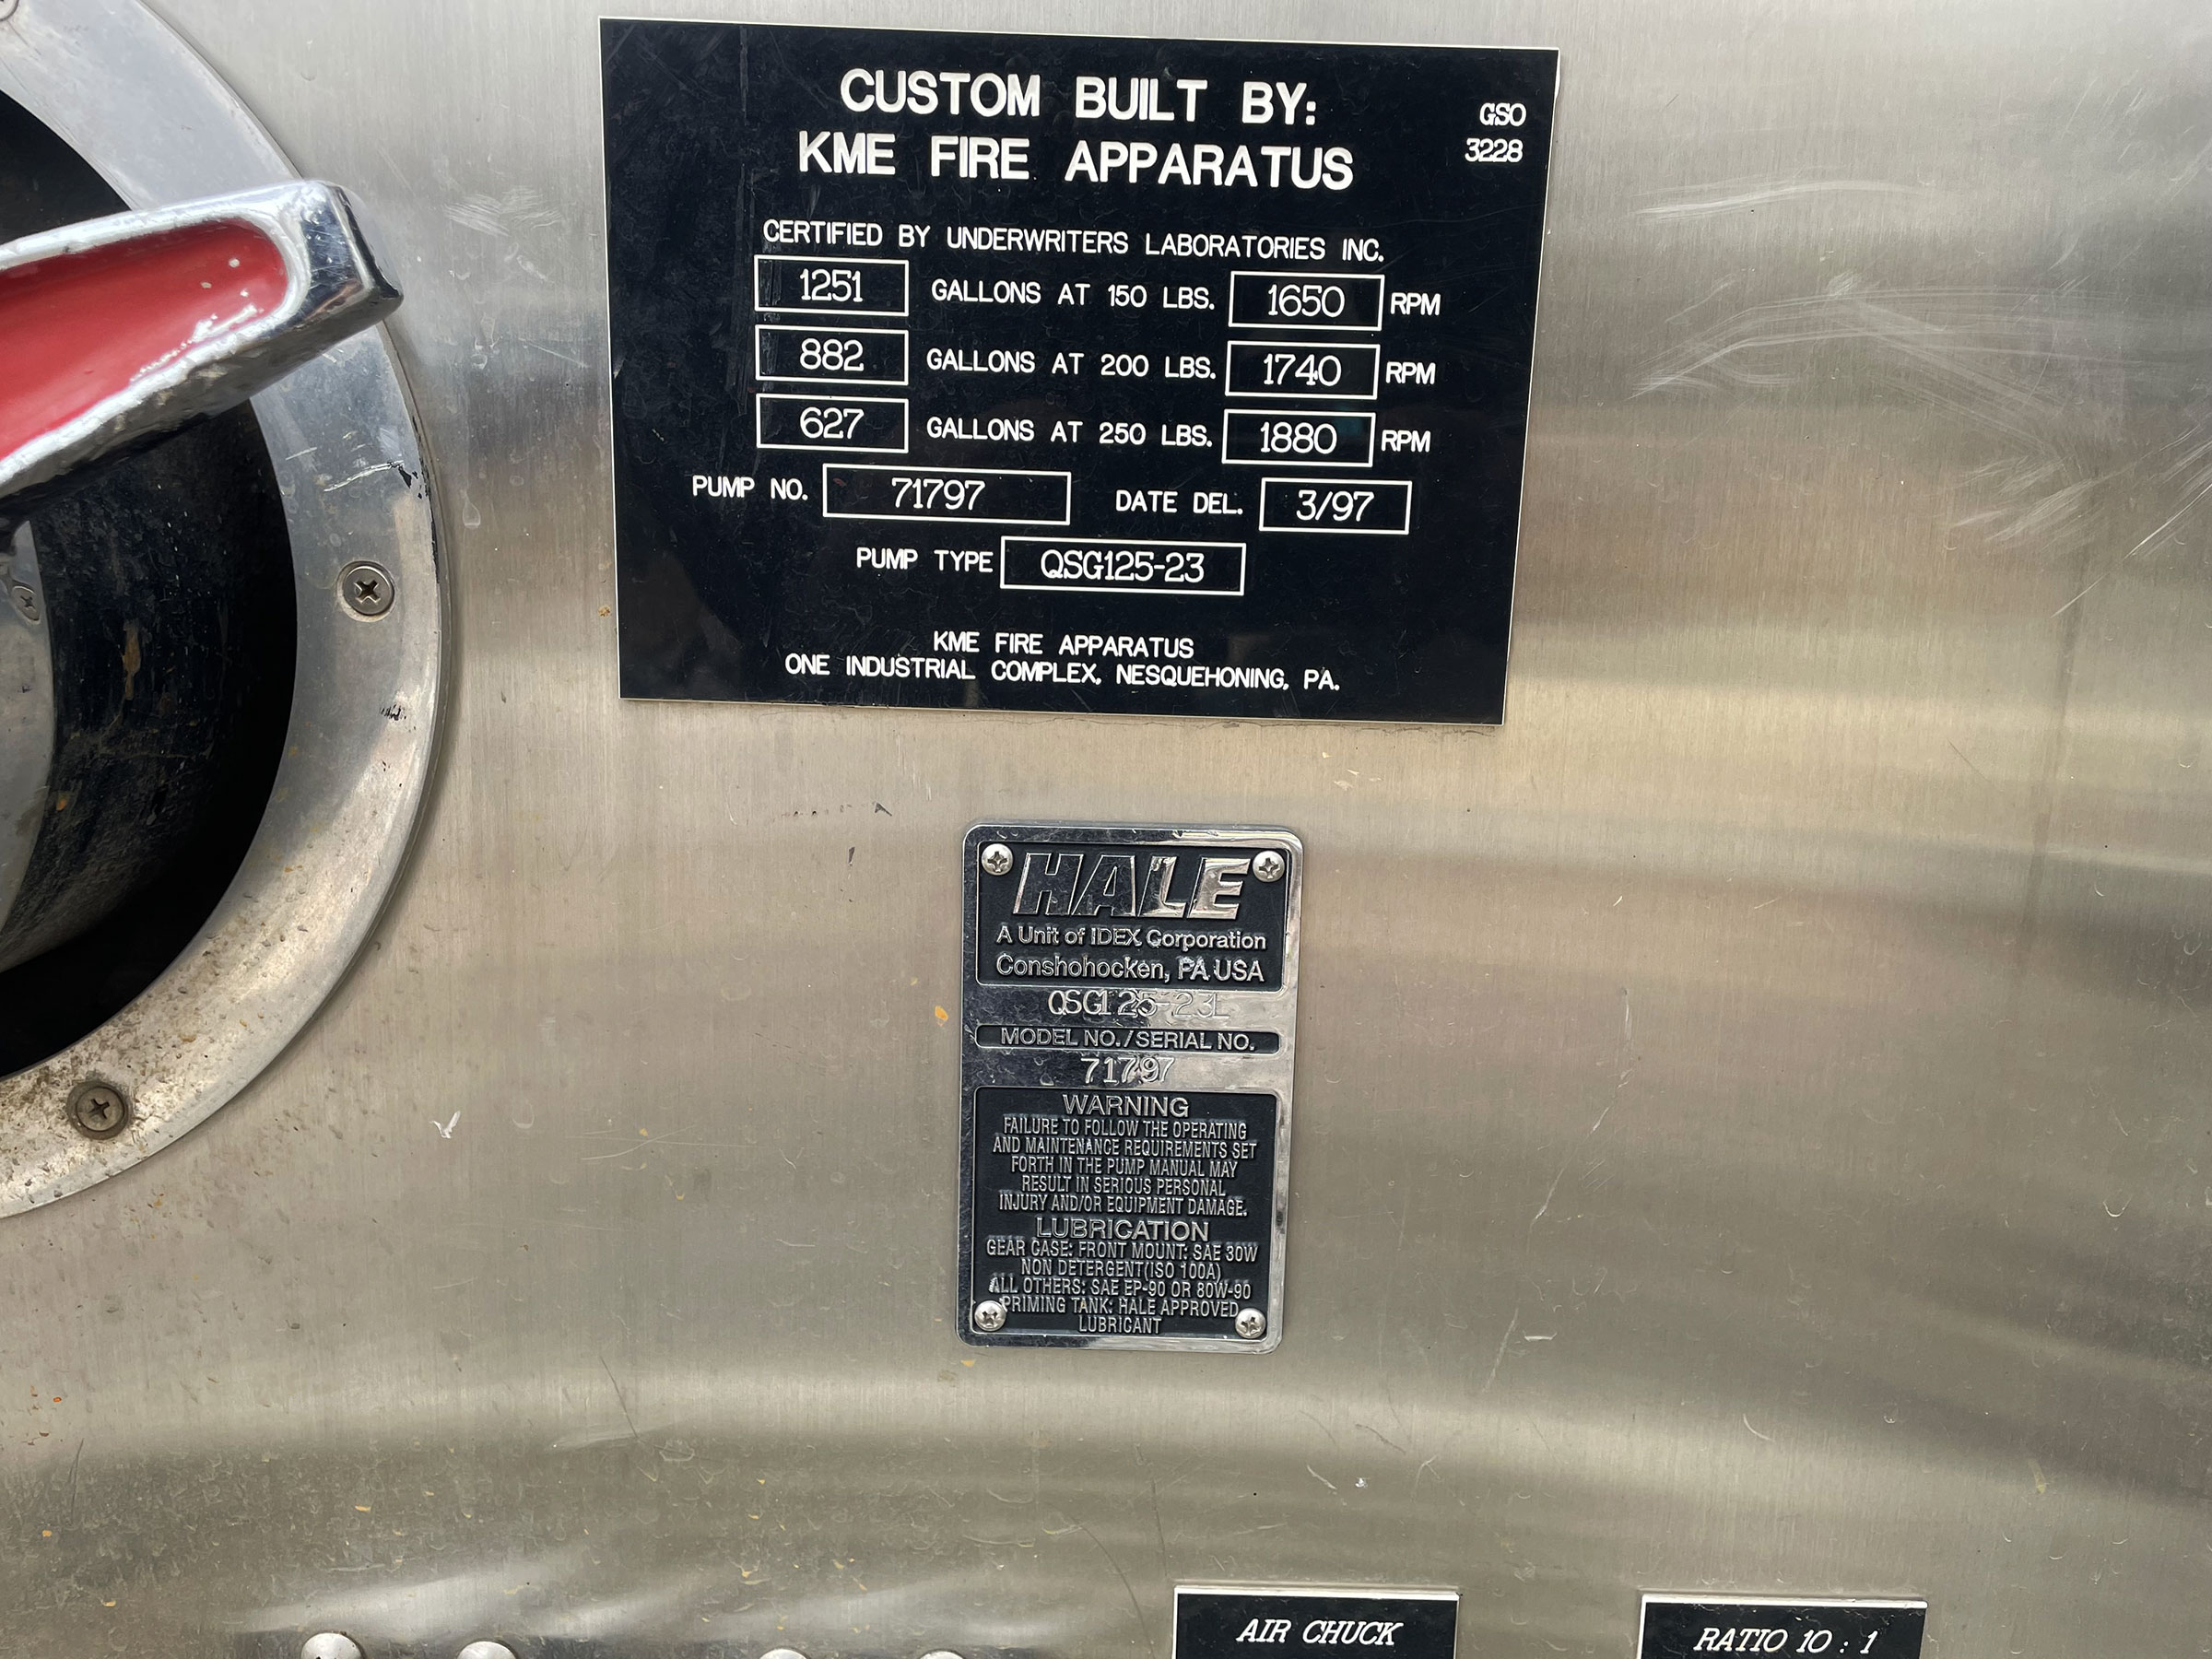 CUSTOM BUILT BY:
KME FIRE APPARATUS
GSO
3228
CERTIFIED BY UNDERWRITERS LABORATORIES INC.
1251 GALLONS AT 150 LBS. 1650 RPM
882 GALLONS AT 200 LBS. 1740 RPM
627 GALLONS AT 250 LBS. 1880 RPM
PUMP NO. 71797 DATE DEL. 3/97
PUMP TYPE QSG125-23
KME FIRE APPARATUS
ONE INDUSTRIAL COMPLEX, NESQUEHONING, PA.
HALE
A Unit of IDEX Corporation
Conshohocken, PA USA
QSG125-23L
MODEL NO./SERIAL NO.
71797
WARNING
FAILURE TO FOLLOW THE OPERATING
AND MAINTENANCE REQUIREMENTS SET
FORTH IN THE PUMP MANUAL MAY
RESULT IN SERIOUS PERSONAL
INJURY AND/OR EQUIPMENT DAMAGE.
LUBRICATION
GEAR CASE: FRONT MOUNT: SAE 30W
NON DETERGENT(ISO 100A)
ALL OTHERS: SAE EP-90 OR 80W-90
PRIMING TANK: HALE APPROVED
LUBRICANT
AIR CHUCK
RATIO 10 : 1